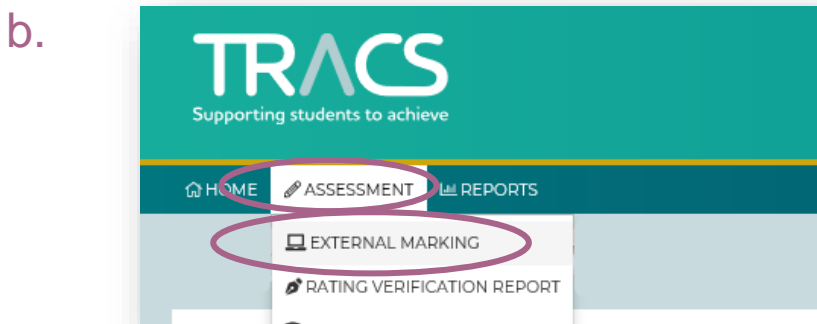 b.
TRACS
Supporting students to achieve
HOME ASSESSMENT REPORTS
EXTERNAL MARKING
RATING VERIFICATION REPORT